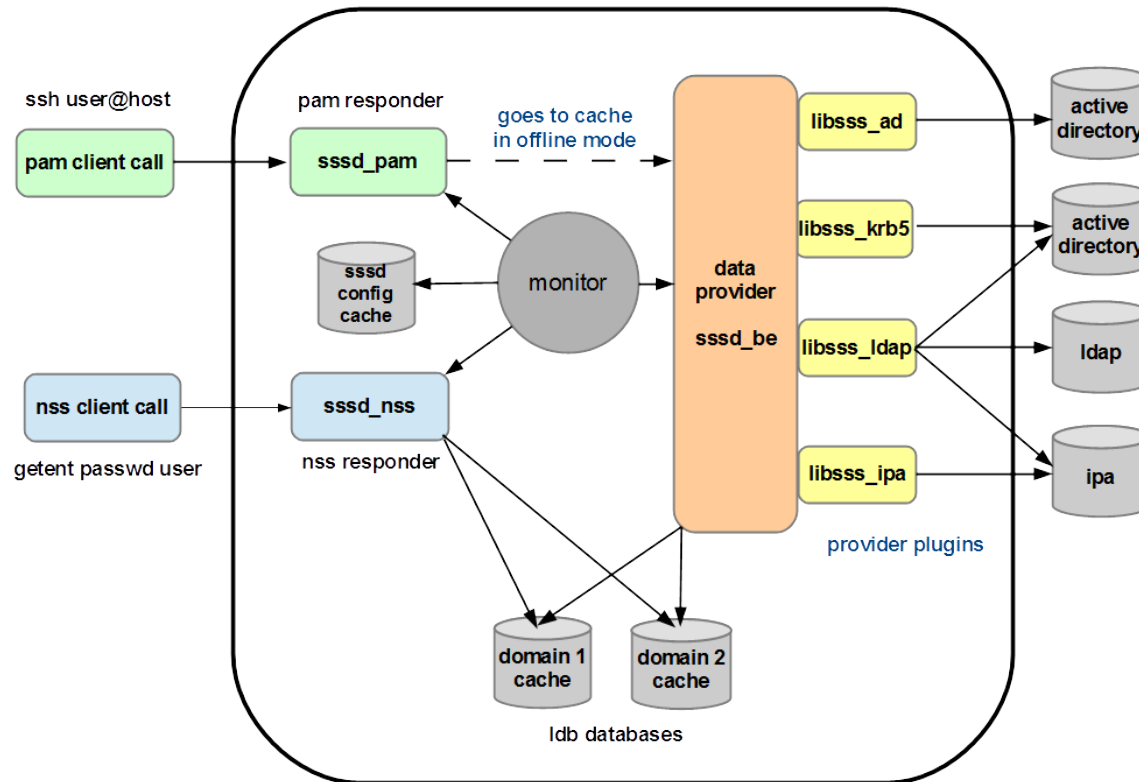 ssh user@host
pam client call
pam responder
sssd_pam
goes to cache
in offline mode
sssd
config
cache
monitor
data
provider
sssd_be
libsss_ad
libsss_krb5
libsss_ldap
libsss_ipa
provider plugins
active
directory
active
directory
ldap
ipa
nss client call
getent passwd user
sssd_nss
nss responder
domain 1
cache
domain 2
cache
ldb databases